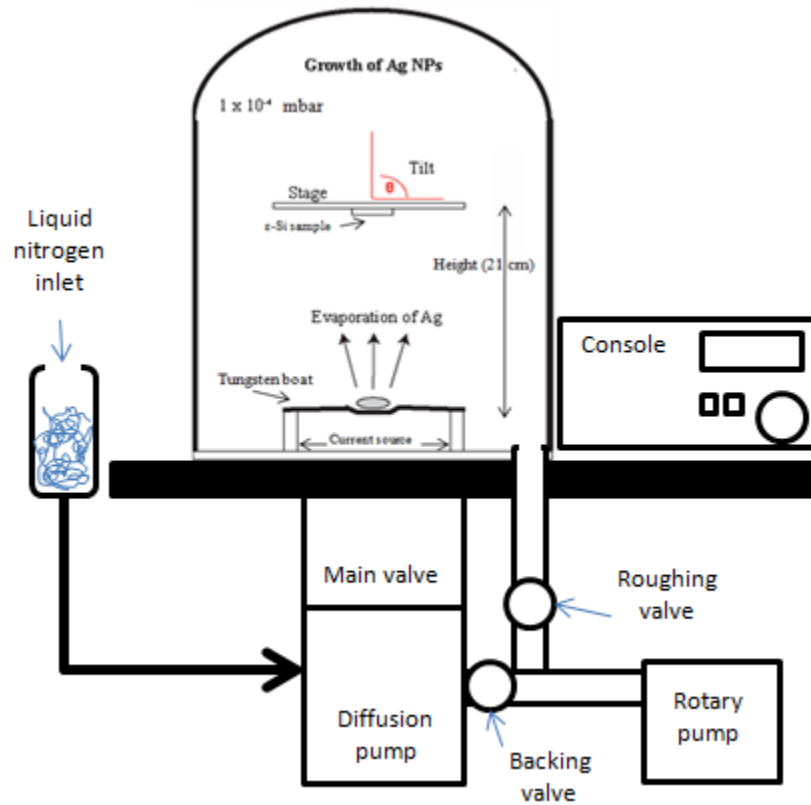 Growth of Ag NPs
1 x 10⁻⁴ mbar
Tilt
θ
Stage
ε-Si sample
Height (21 cm)
Evaporation of Ag
Tungsten boat
Current source
Liquid
nitrogen
inlet
Console
Main valve
Roughing
valve
Diffusion
pump
Rotary
pump
Backing
valve